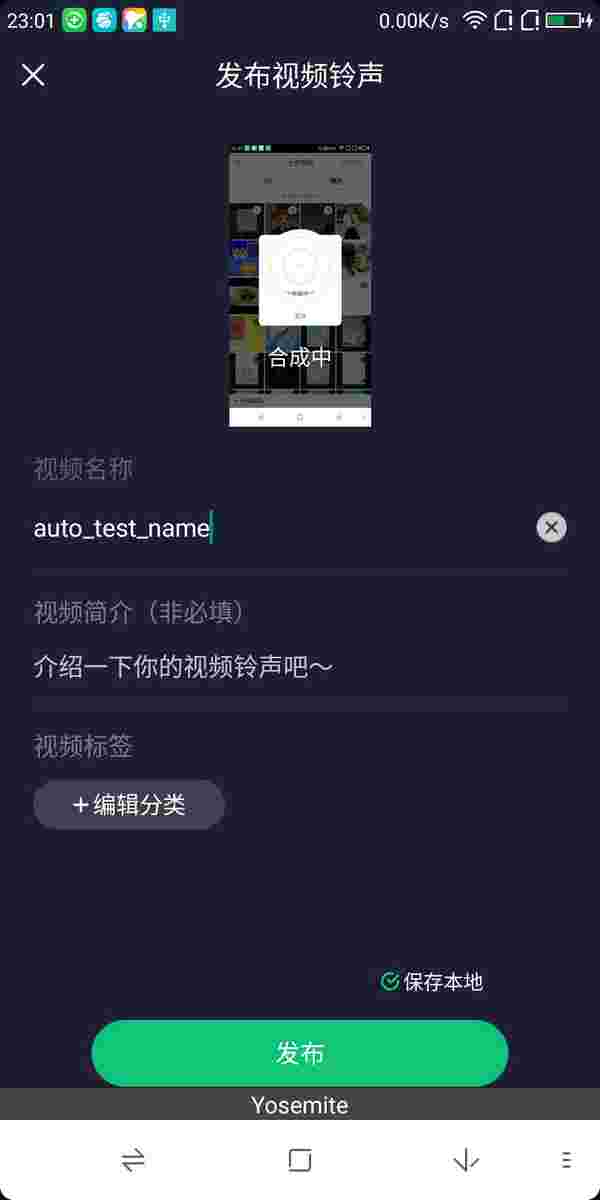 23:01
0.00K/s
发布视频铃声
合成中
视频名称
auto_test_name
视频简介（非必填）
介绍一下你的视频铃声吧～
视频标签
+编辑分类
保存本地
发布
Yosemite